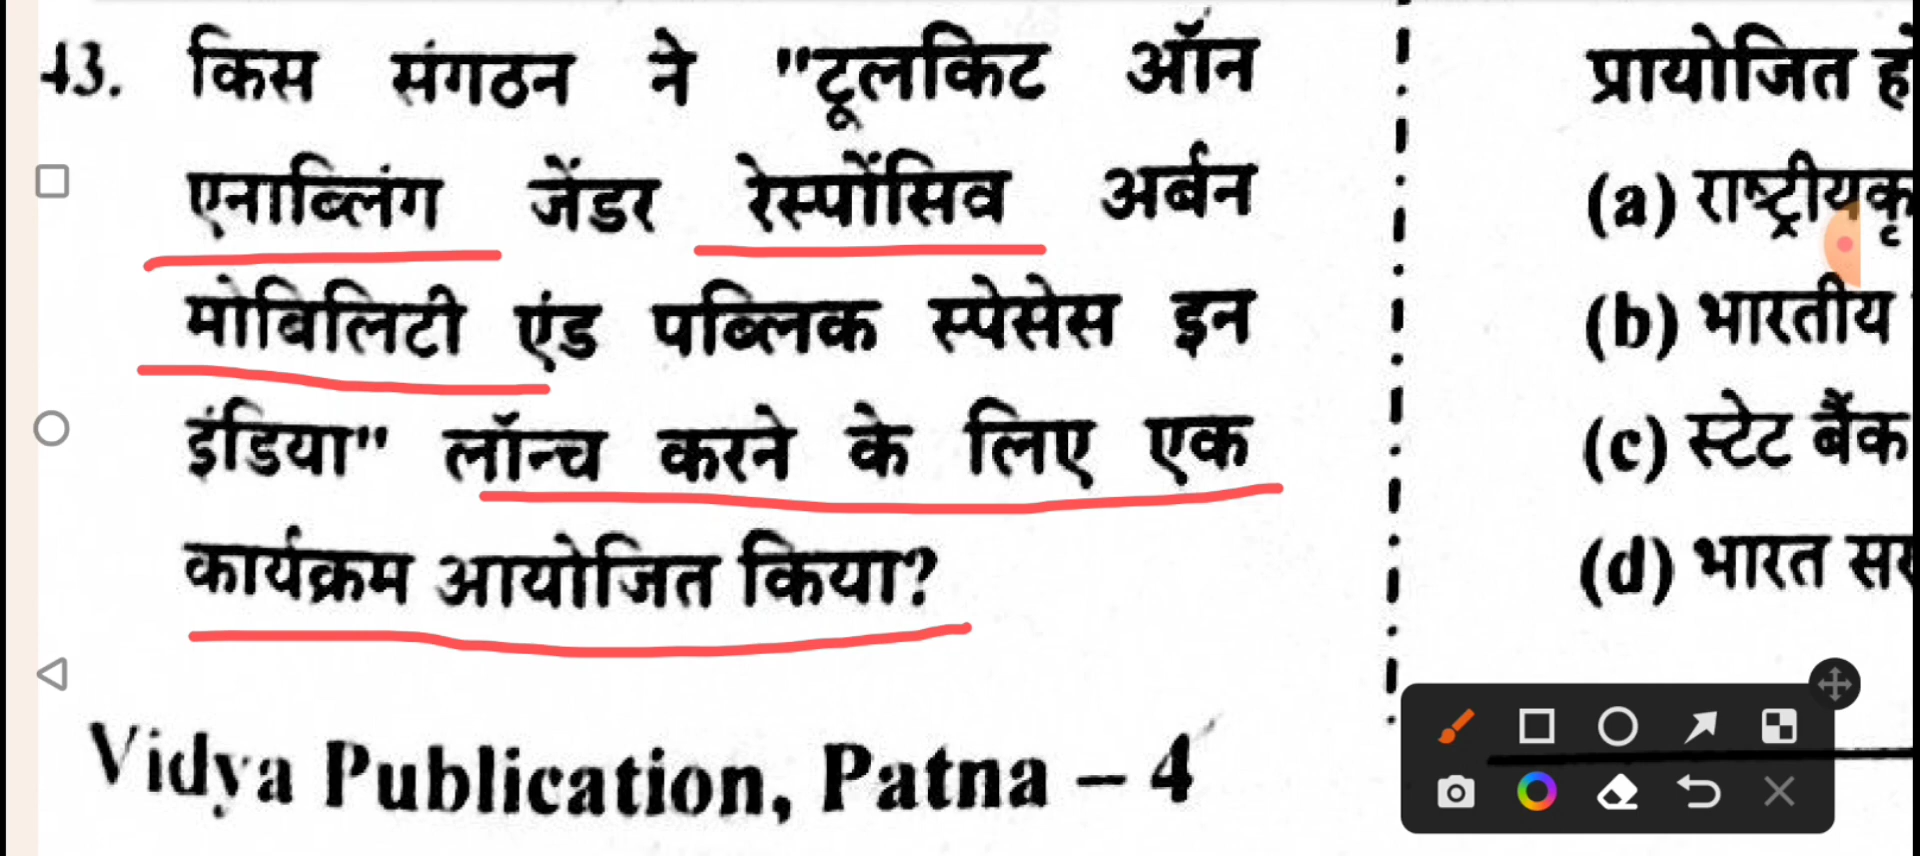 43. किस संगठन ने "टूलकिट ऑन
एनाब्लिंग जेंडर रेस्पोंसिव अर्बन
मोबिलिटी एंड पब्लिक स्पेसेस इन
इंडिया" लॉन्च करने के लिए एक
कार्यक्रम आयोजित किया?
Vidya Publication, Patna – 4
प्रायोजित
(a) राष्ट्रीयकृ
(b) भारतीय
(c) स्टेट बैंक
(d) भारत